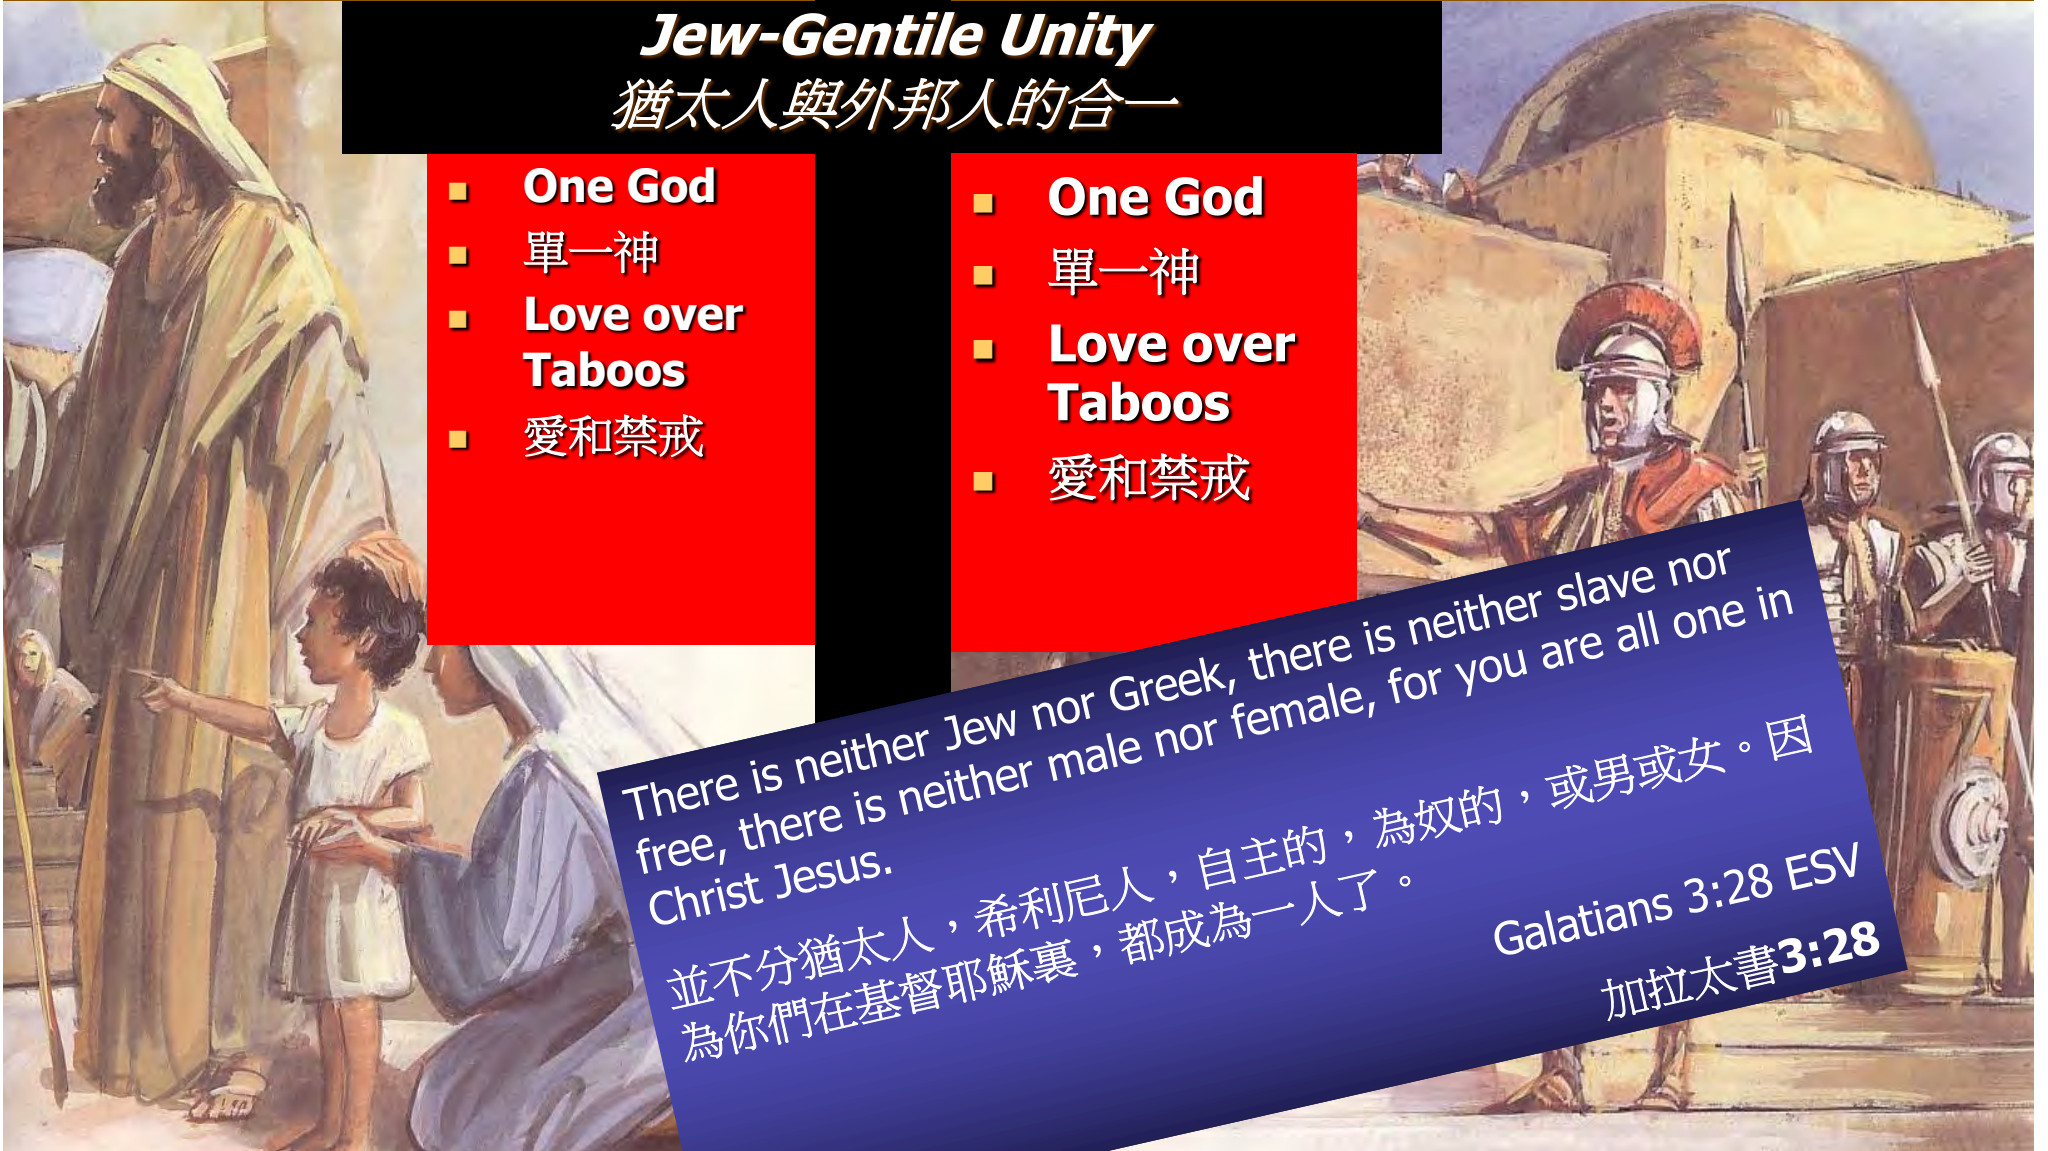 Jew-Gentile Unity
猶太人與外邦人的合一
One God
單一神
Love over
Taboos
愛和禁戒
One God
單一神
Love over
Taboos
愛和禁戒
There is neither Jew nor Greek, there is neither slave nor
free, there is neither male nor female, for you are all one in
Christ Jesus.
並不分猶太人，希利尼人，自主的，為奴的，或男或女。因
為你們在基督耶穌裏，都成為一人了。
Galatians 3:28 ESV
加拉太書3:28